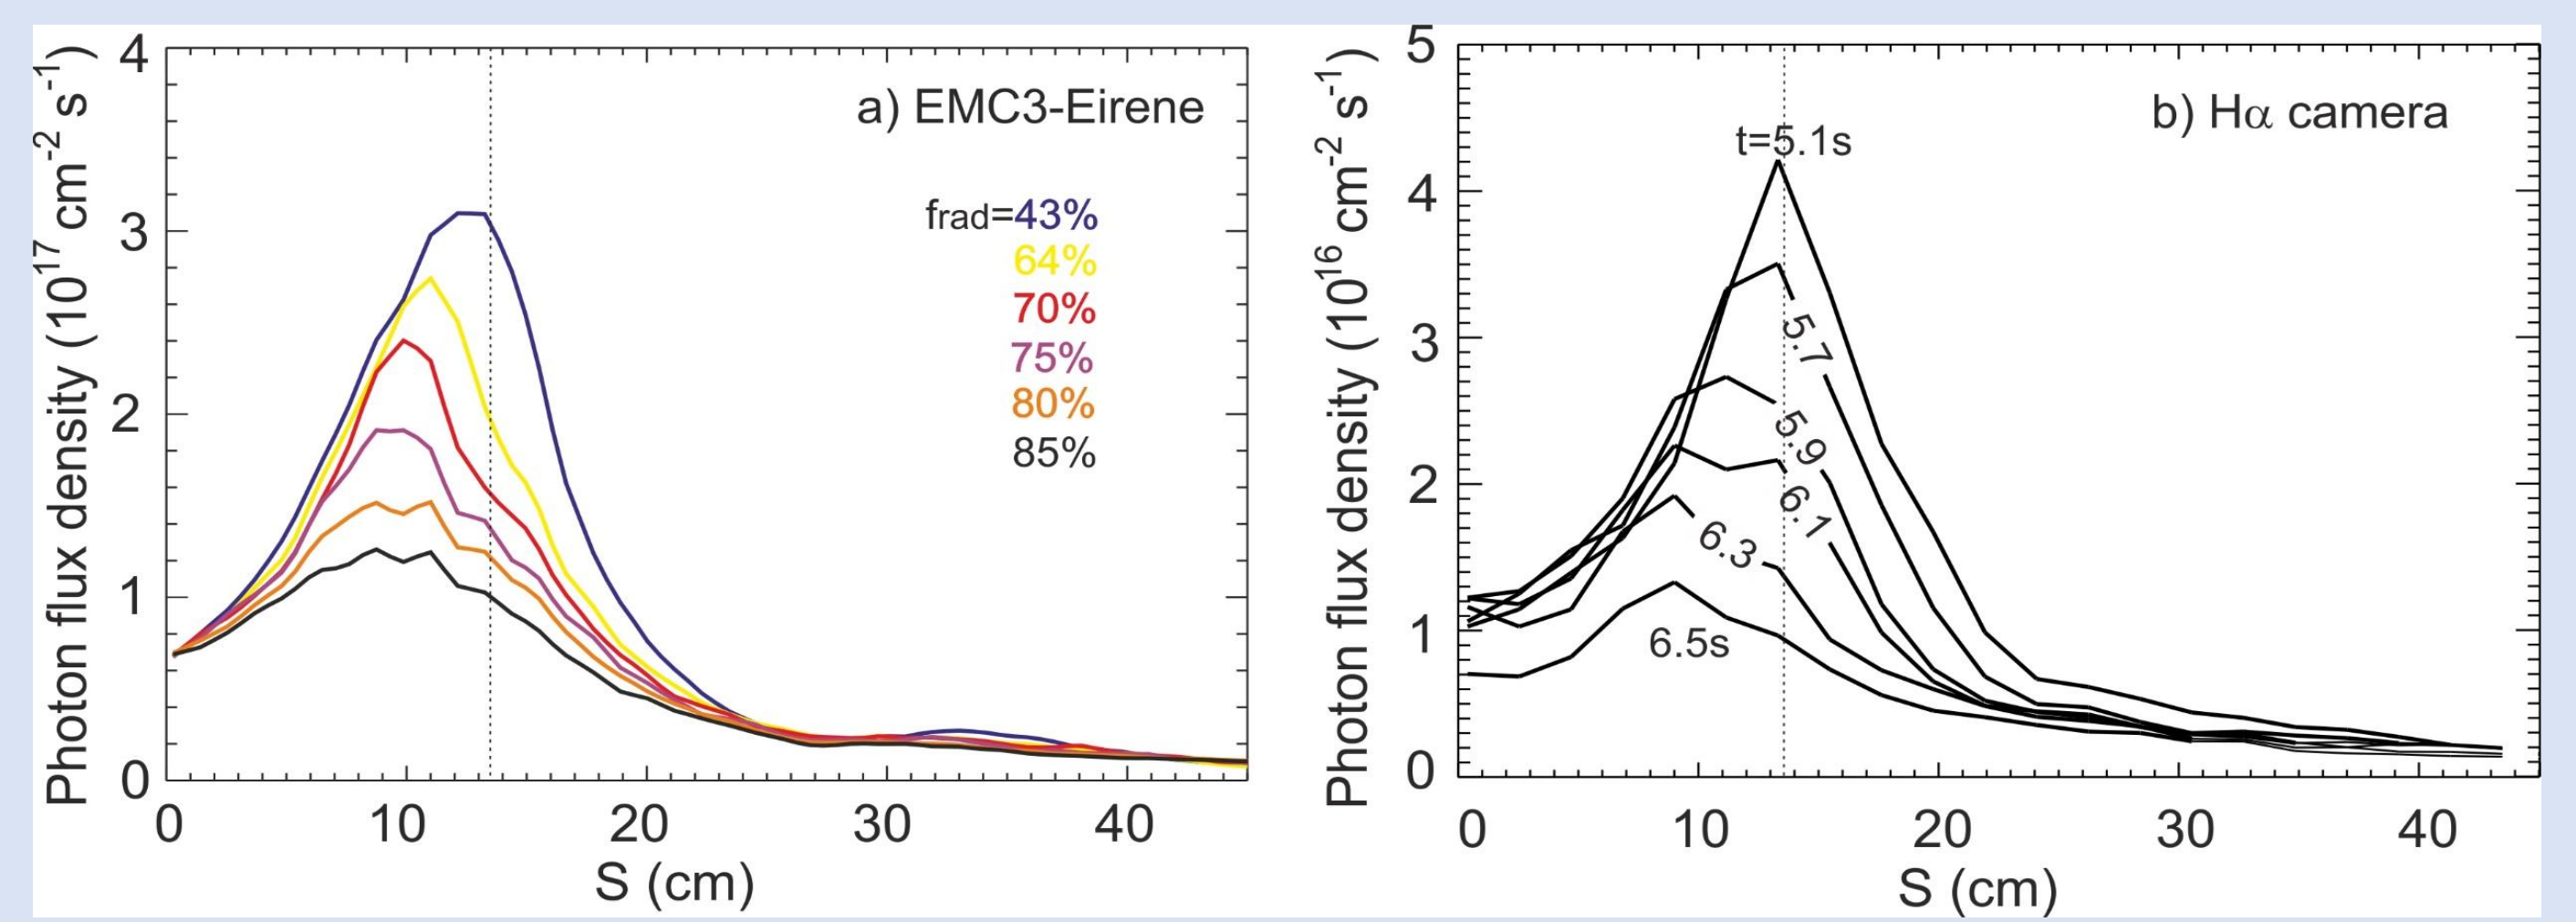 a) EMC3-Eirene
frad=43%
64%
70%
75%
80%
85%
Photon flux density (10^17 cm^-2 s^-1)
4
3
2
1
0
0 10 20 30 40
S (cm)
b) Hα camera
t=5.1s
5.7
5.9
6.1
6.3
6.5s
Photon flux density (10^16 cm^-2 s^-1)
5
4
3
2
1
0
0 10 20 30 40
S (cm)